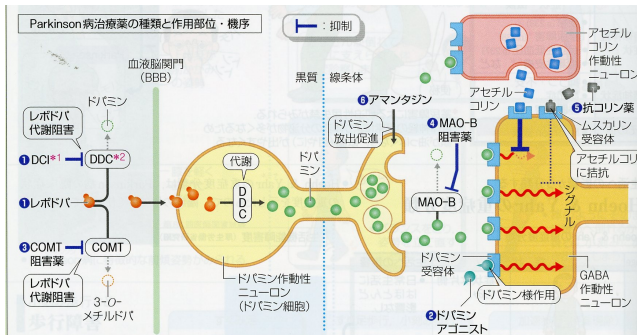 Parkinson病治療薬の種類と作用部位・機序
：抑制
血液脳関門
（BBB）
黒質
線条体
レボドパ
代謝阻害
ドパミン
❶DCI*1
DDC*2
❶レボドパ
❸COMT
阻害薬
COMT
レボドパ
代謝阻害
3-O-
メチルドパ
代謝
DDC
ドパミン
ドパミン作動性
ニューロン
（ドパミン細胞）
❻アマンタジン
ドパミン
放出促進
❹MAO-B
阻害薬
MAO-B
ドパミン
受容体
❷ドパミン
アゴニスト
ドパミン様作用
アセチル
コリン
アセチル
コリン
作動性
ニューロン
❺抗コリン薬
ムスカリン
受容体
アセチルコリ
に拮抗
シグナル
GABA
作動性
ニューロン